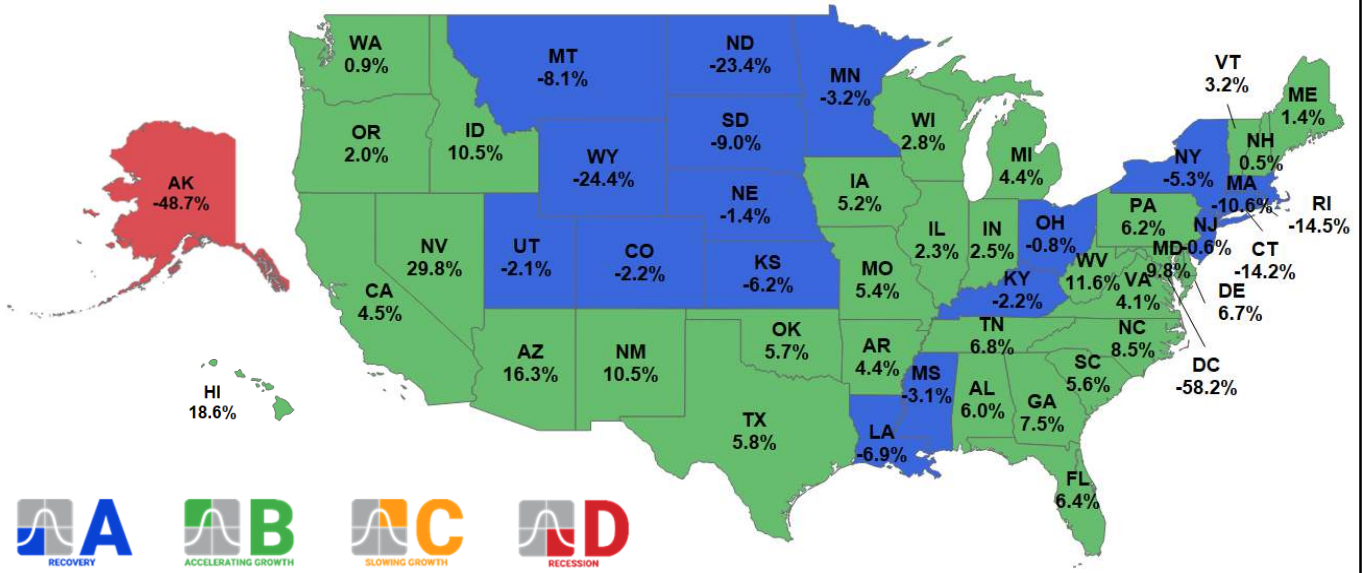 WA
0.9%
MT
-8.1%
ND
-23.4%
MN
-3.2%
VT
3.2%
ME
1.4%
OR
2.0%
ID
10.5%
SD
-9.0%
WI
2.8%
MI
4.4%
NY
-5.3%
NH
0.5%
AK
-48.7%
WY
-24.4%
NE
-1.4%
IA
5.2%
MA
-10.6%
RI
-14.5%
NV
29.8%
UT
-2.1%
CO
-2.2%
KS
-6.2%
MO
5.4%
IL
2.3%
IN
2.5%
OH
-0.8%
PA
6.2%
NJ
-0.6%
CT
-14.2%
CA
4.5%
KY
-2.2%
WV
11.6%
VA
4.1%
MD
9.8%
DE
6.7%
AZ
16.3%
NM
10.5%
OK
5.7%
AR
4.4%
TN
6.8%
NC
8.5%
DC
-58.2%
HI
18.6%
TX
5.8%
LA
-6.9%
MS
-3.1%
AL
6.0%
GA
7.5%
SC
5.6%
FL
6.4%
A
RECOVERY
B
ACCELERATING GROWTH
C
SLOWING GROWTH
D
RECESSION